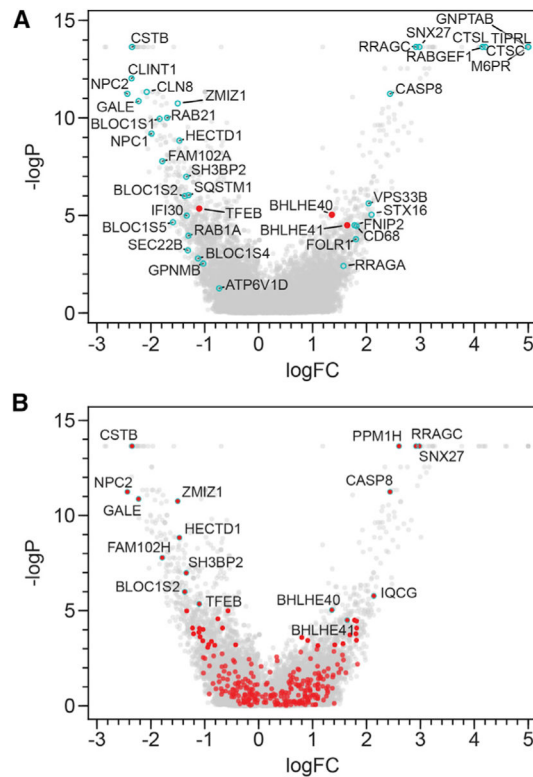 A
15
10
5
0
-logP
-3 -2 -1 0 1 2 3 4 5
logFC
CSTB
CLINT1
NPC2
CLN8
GALE
ZMIZ1
BLOC1S1
RAB21
NPC1
HECTD1
FAM102A
SH3BP2
BLOC1S2
SQSTM1
IFI30
TFEB
BLOC1S5
RAB1A
SEC22B
BLOC1S4
GPNMB
ATP6V1D
GNPTAB
SNX27
RRAGC
CTSL TIPRL
RABGEF1
CTSC
M6PR
CASP8
BHLHE40
VPS33B
STX16
BHLHE41
FNIP2
FOLR1
CD68
RRAGA
B
15
10
5
0
-logP
-3 -2 -1 0 1 2 3 4 5
logFC
CSTB
NPC2
ZMIZ1
GALE
HECTD1
FAM102H
SH3BP2
BLOC1S2
TFEB
PPM1H
RRAGC
SNX27
CASP8
IQCG
BHLHE40
BHLHE41